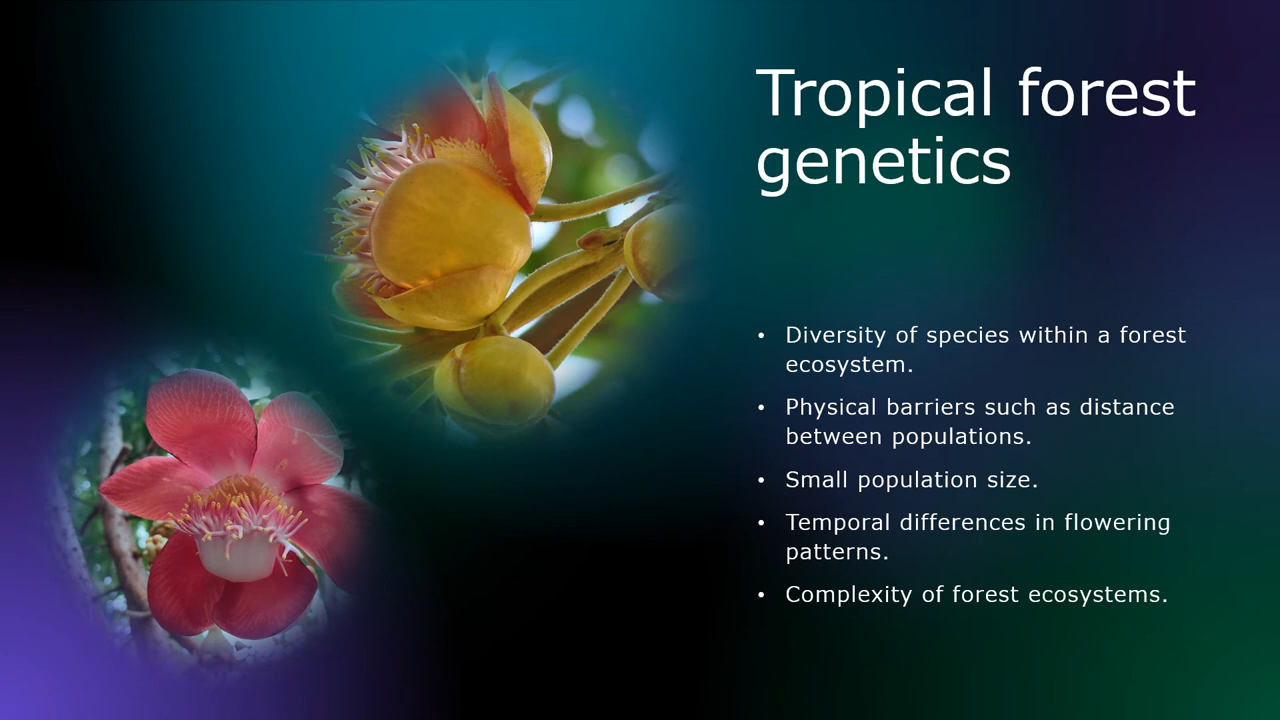 Tropical forest
genetics
• Diversity of species within a forest
ecosystem.
• Physical barriers such as distance
between populations.
• Small population size.
• Temporal differences in flowering
patterns.
• Complexity of forest ecosystems.